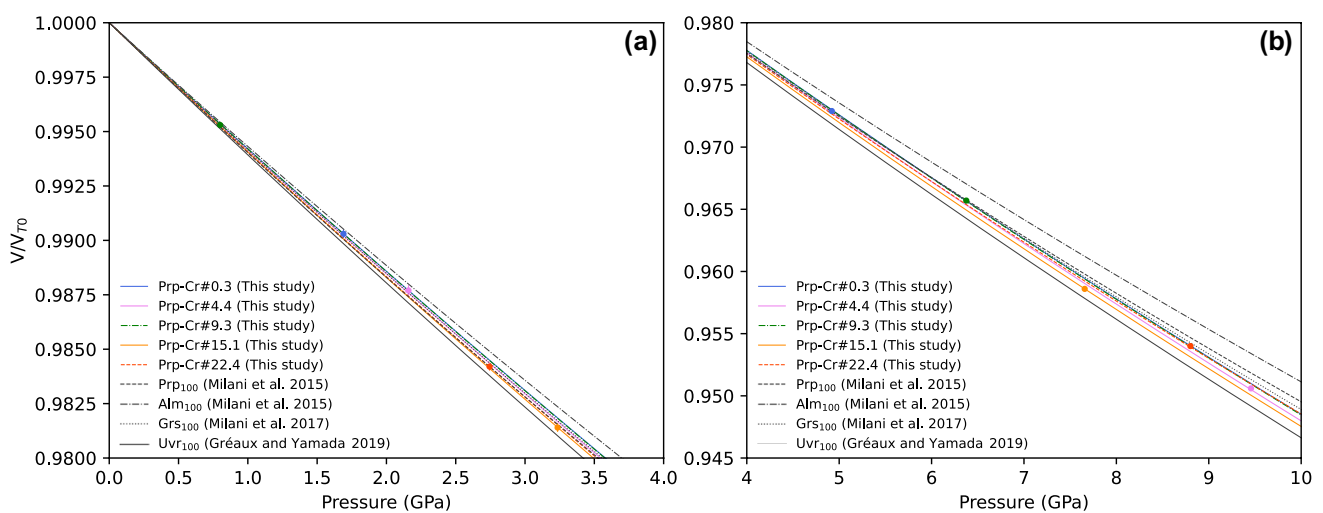 (a)
V/V_T0
1.0000
0.9975
0.9950
0.9925
0.9900
0.9875
0.9850
0.9825
0.9800
Prp-Cr#0.3 (This study)
Prp-Cr#4.4 (This study)
Prp-Cr#9.3 (This study)
Prp-Cr#15.1 (This study)
Prp-Cr#22.4 (This study)
Prp₁₀₀ (Milani et al. 2015)
Alm₁₀₀ (Milani et al. 2015)
Grs₁₀₀ (Milani et al. 2017)
Uvr₁₀₀ (Gréaux and Yamada 2019)
0.0 0.5 1.0 1.5 2.0 2.5 3.0 3.5 4.0
Pressure (GPa)
(b)
0.980
0.975
0.970
0.965
0.960
0.955
0.950
0.945
Prp-Cr#0.3 (This study)
Prp-Cr#4.4 (This study)
Prp-Cr#9.3 (This study)
Prp-Cr#15.1 (This study)
Prp-Cr#22.4 (This study)
Prp₁₀₀ (Milani et al. 2015)
Alm₁₀₀ (Milani et al. 2015)
Grs₁₀₀ (Milani et al. 2017)
Uvr₁₀₀ (Gréaux and Yamada 2019)
4 5 6 7 8 9 10
Pressure (GPa)